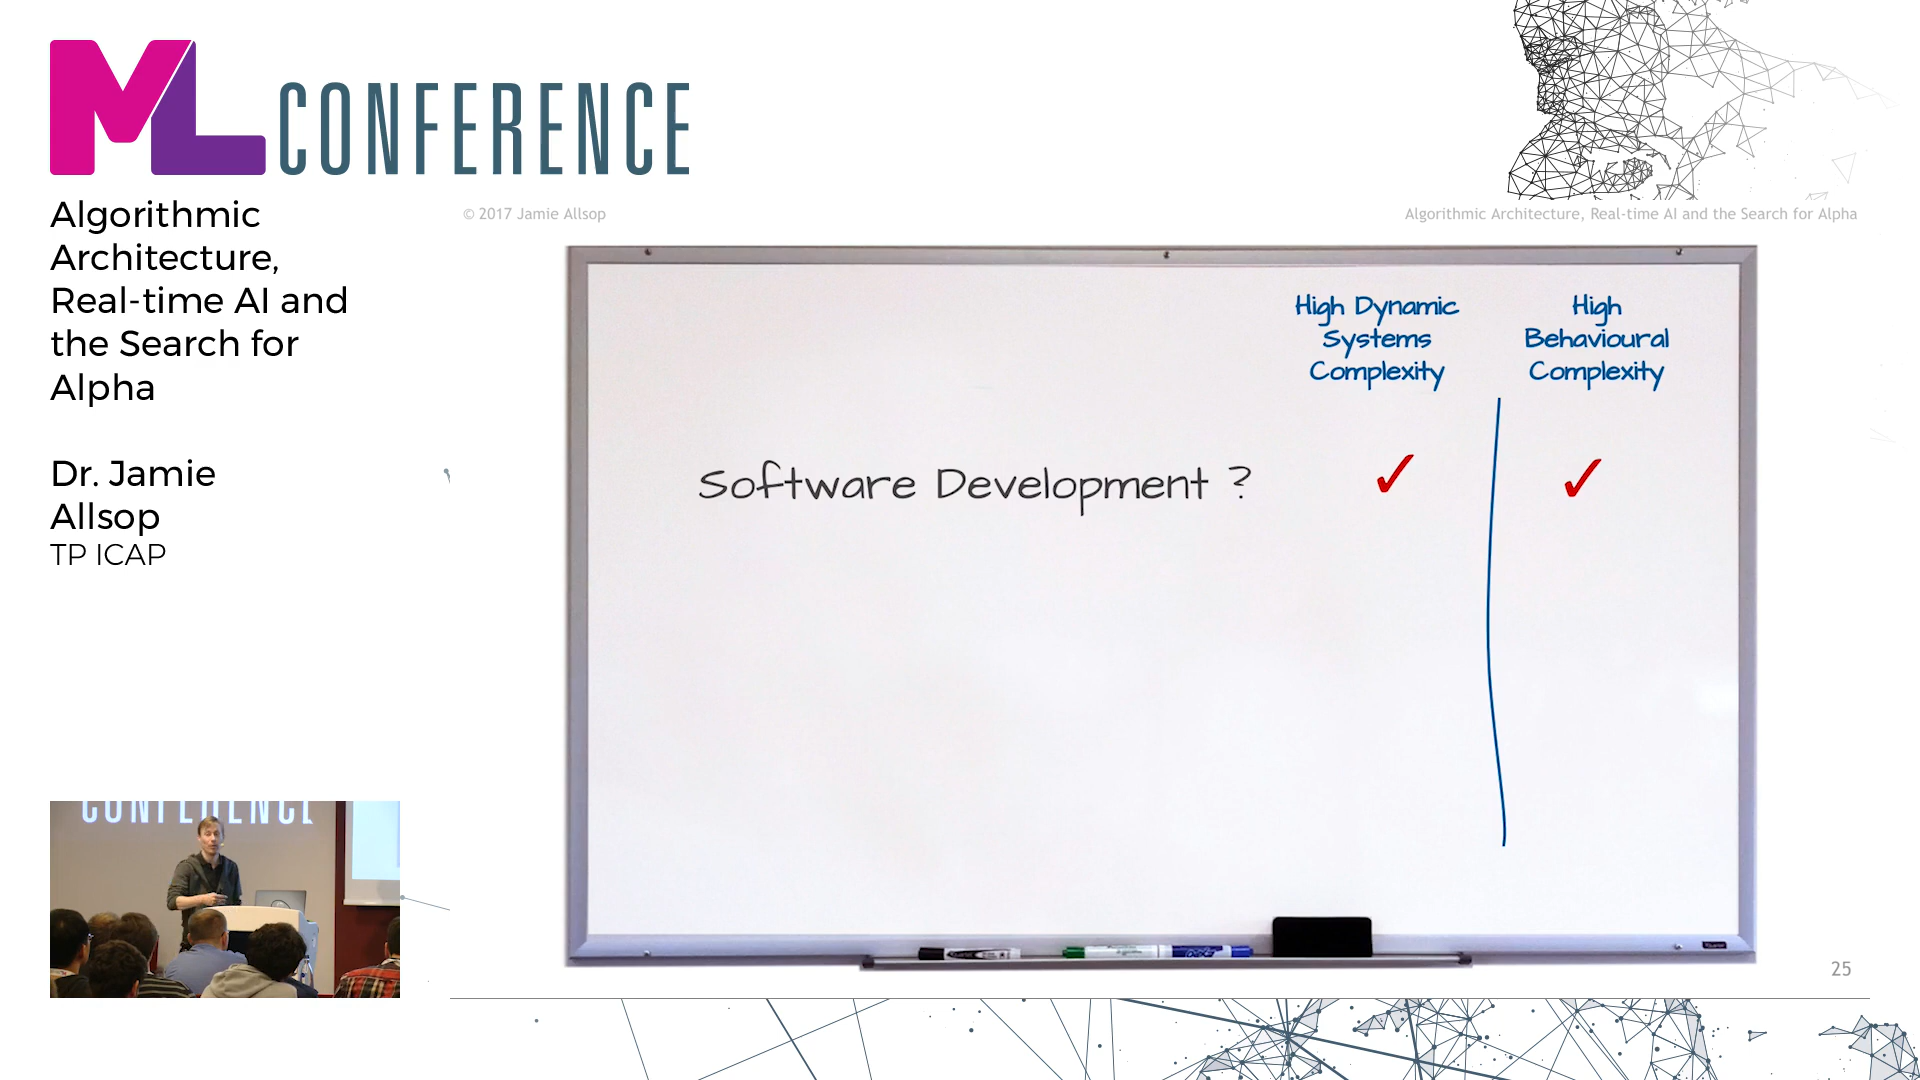 ML CONFERENCE
Algorithmic
Architecture,
Real-time AI and
the Search for
Alpha
Dr. Jamie
Allsop
TP ICAP
© 2017 Jamie Allsop
Algorithmic Architecture, Real-time AI and the Search for Alpha
High Dynamic
Systems
Complexity
High
Behavioural
Complexity
Software Development ?
✓
✓
25
CONFERENCE